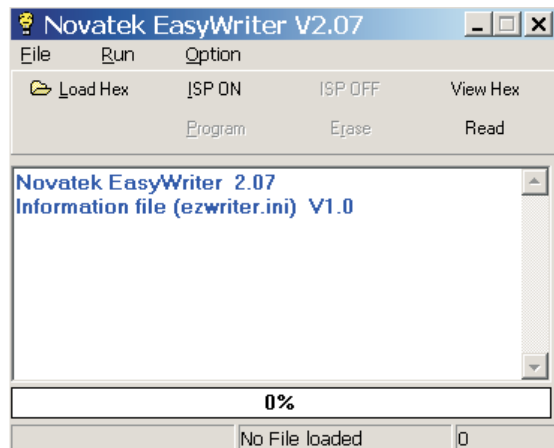 Novatek EasyWriter V2.07
File Run Option
Load Hex ISP ON ISP OFF View Hex
Program Erase Read
Novatek EasyWriter 2.07
Information file (ezwriter.ini) V1.0
0%
No File loaded 0